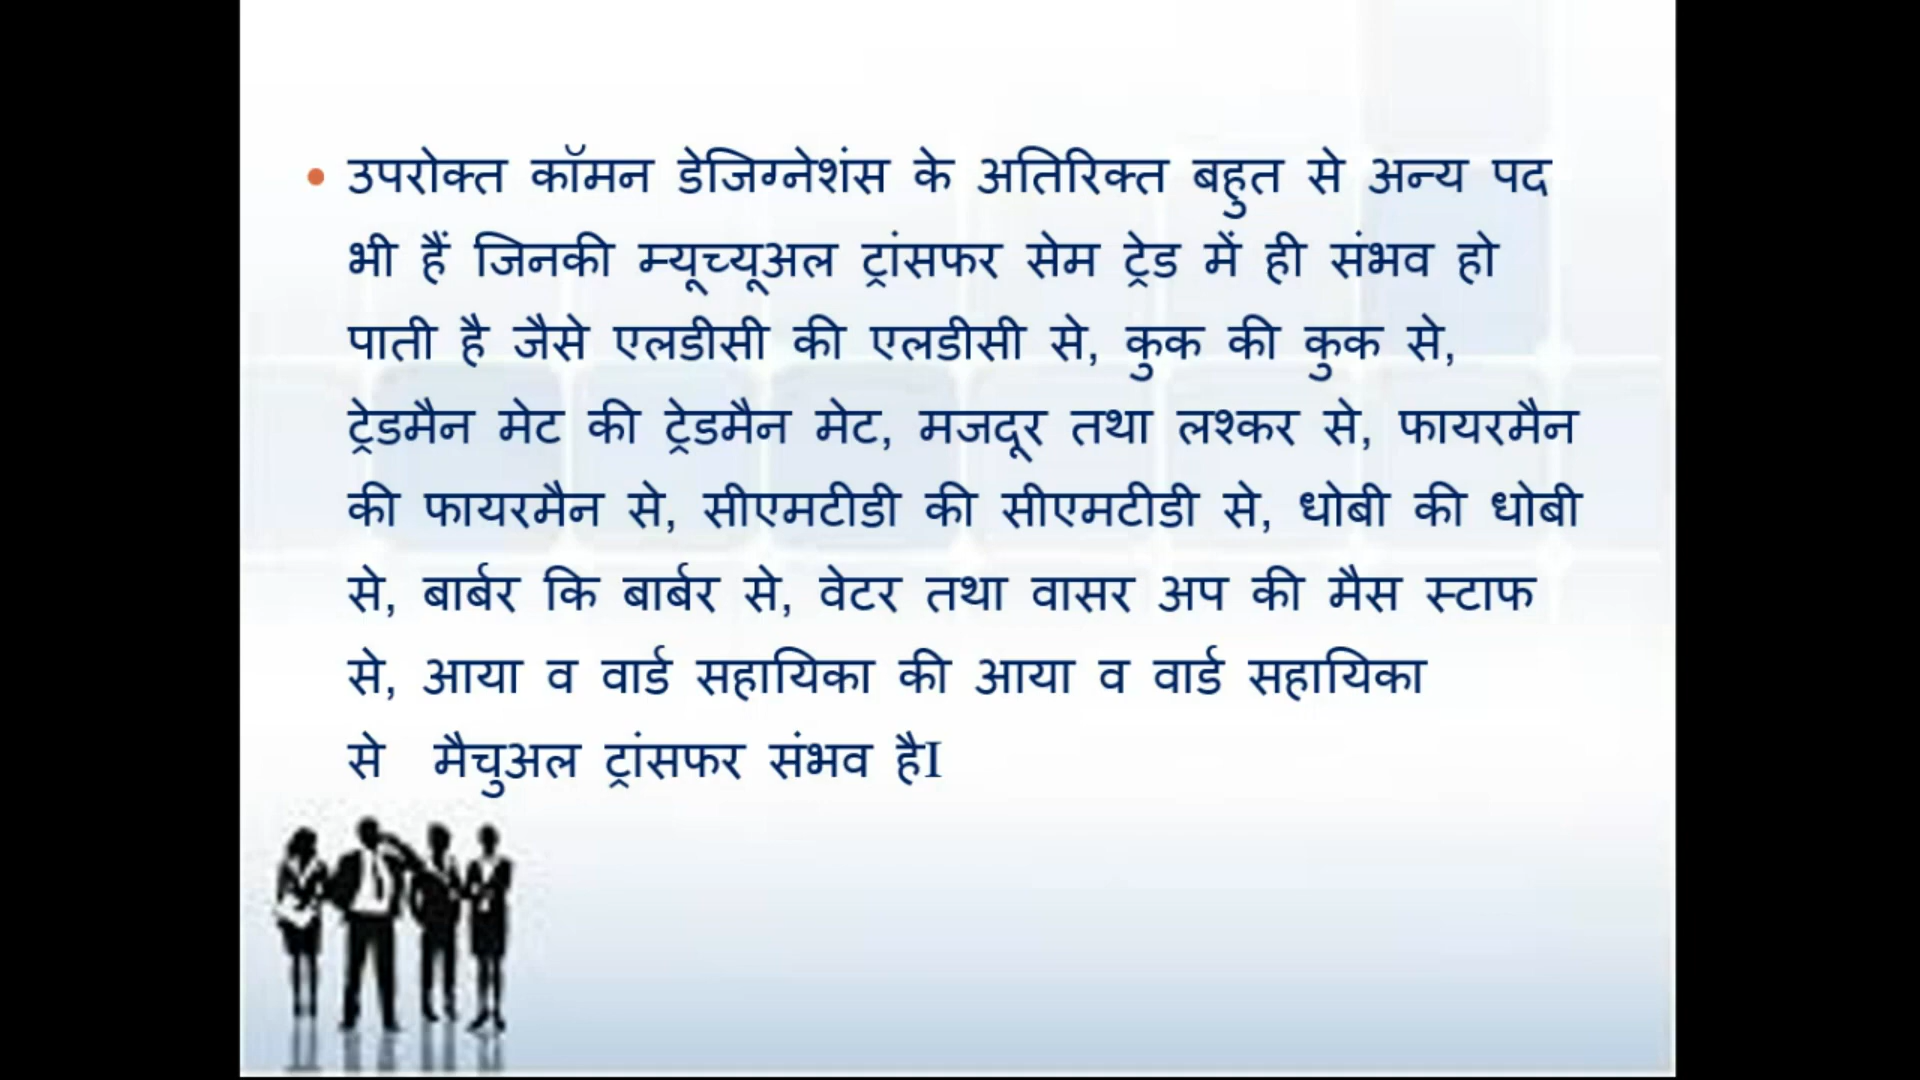 • उपरोक्त कॉमन डेजिग्नेशंस के अतिरिक्त बहुत से अन्य पद
भी हैं जिनकी म्यूच्यूअल ट्रांसफर सेम ट्रेड में ही संभव हो
पाती है जैसे एलडीसी की एलडीसी से, कुक की कुक से,
ट्रेडमैन मेट की ट्रेडमैन मेट, मजदूर तथा लश्कर से, फायरमैन
की फायरमैन से, सीएमटीडी की सीएमटीडी से, धोबी की धोबी
से, बार्बर कि बार्बर से, वेटर तथा वासर अप की मैस स्टाफ
से, आया व वार्ड सहायिका की आया व वार्ड सहायिका
से मैचुअल ट्रांसफर संभव हैI